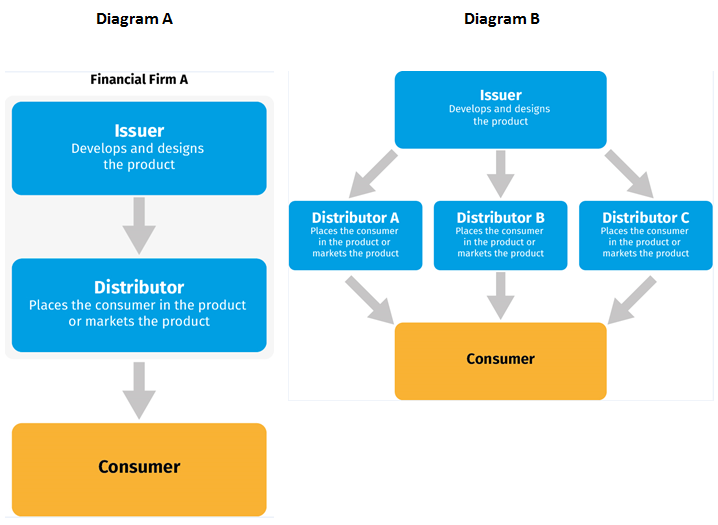 Diagram A
Financial Firm A
Issuer
Develops and designs
the product
Distributor
Places the consumer in the product
or markets the product
Consumer
Diagram B
Issuer
Develops and designs
the product
Distributor A
Places the consumer
in the product or
markets the product
Distributor B
Places the consumer
in the product or
markets the product
Distributor C
Places the consumer
in the product or
markets the product
Consumer